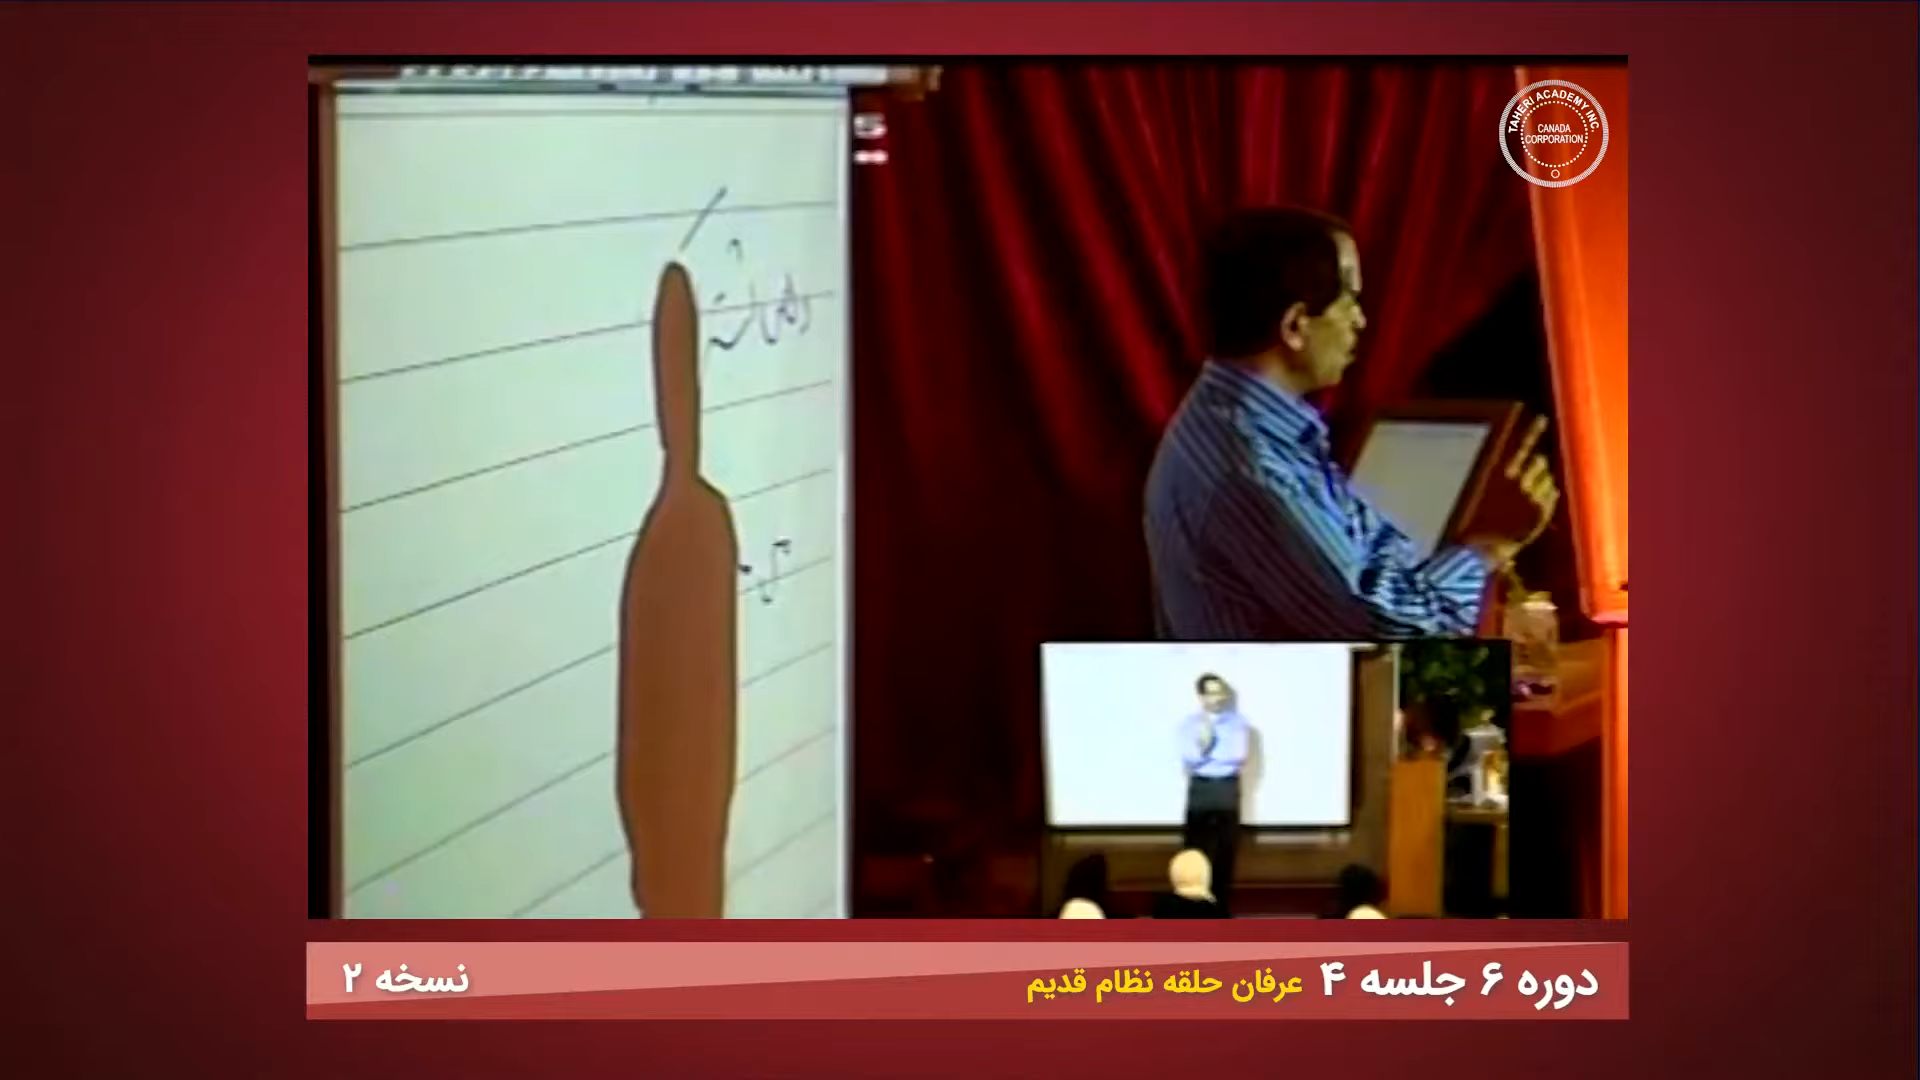 TAHERI ACADEMY INC.
CANADA
CORPORATION
دوره ۶ جلسه ۴ عرفان حلقه نظام قدیم
نسخه ۲